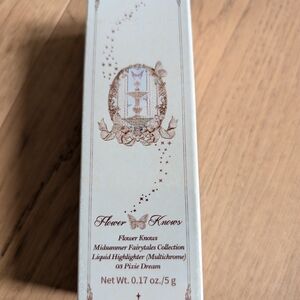 Flower Knows
Flower Knows
Midsummer Fairytales Collection
Liquid Highlighter (Multichrome)
03 Pixie Dream
Net Wt. 0.17 oz./5 g